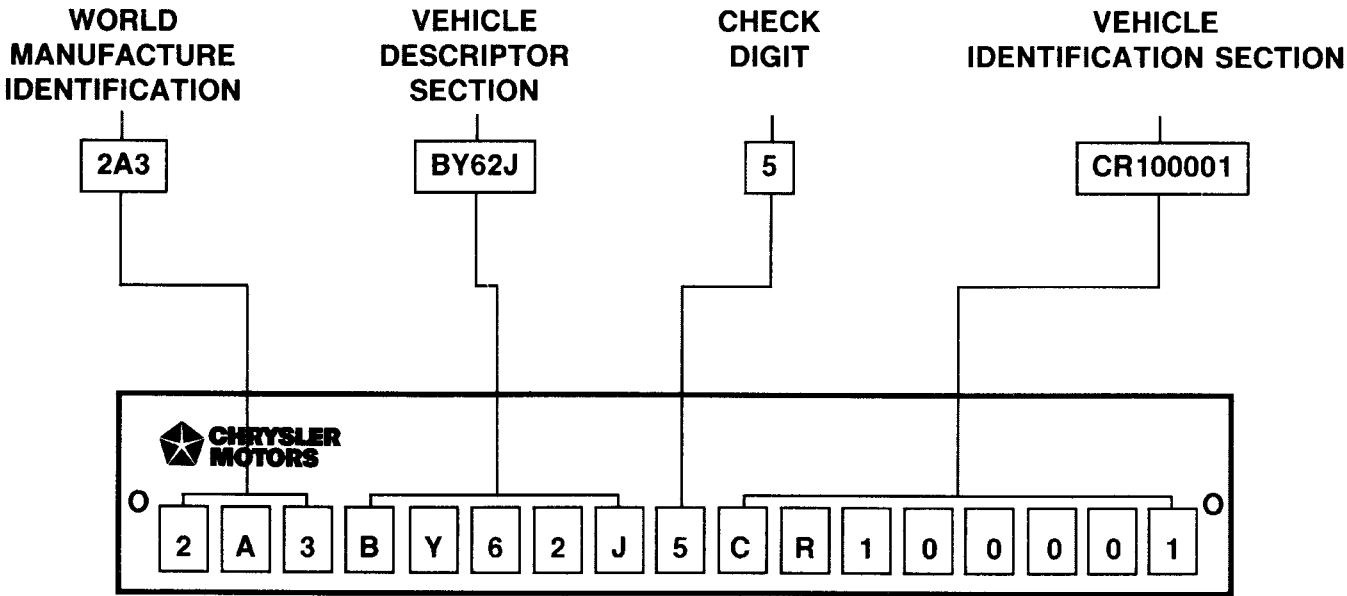 WORLD
MANUFACTURE
IDENTIFICATION
VEHICLE
DESCRIPTOR
SECTION
CHECK
DIGIT
VEHICLE
IDENTIFICATION SECTION
2A3
BY62J
5
CR100001
CHRYSLER
MOTORS
2 A 3 B Y 6 2 J 5 C R 1 0 0 0 0 1